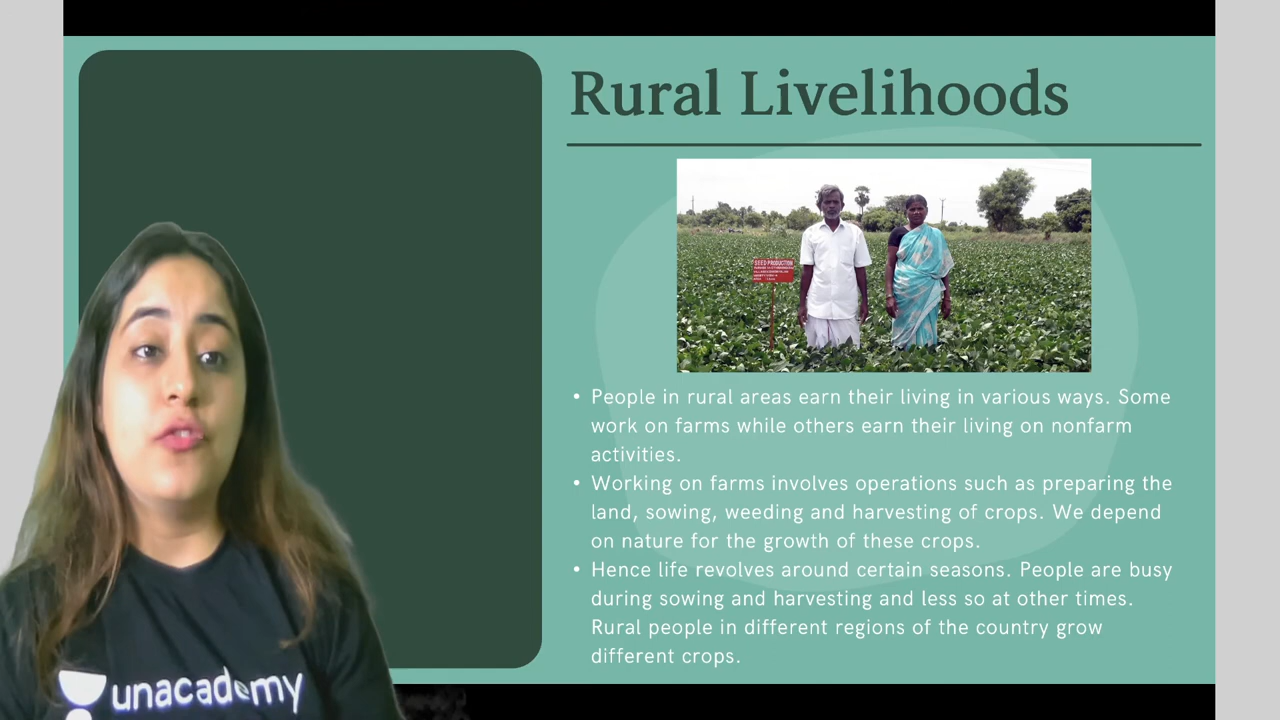 Rural Livelihoods
SEED PRODUCTION
• People in rural areas earn their living in various ways. Some
work on farms while others earn their living on nonfarm
activities.
• Working on farms involves operations such as preparing the
land, sowing, weeding and harvesting of crops. We depend
on nature for the growth of these crops.
• Hence life revolves around certain seasons. People are busy
during sowing and harvesting and less so at other times.
Rural people in different regions of the country grow
different crops.
unacademy